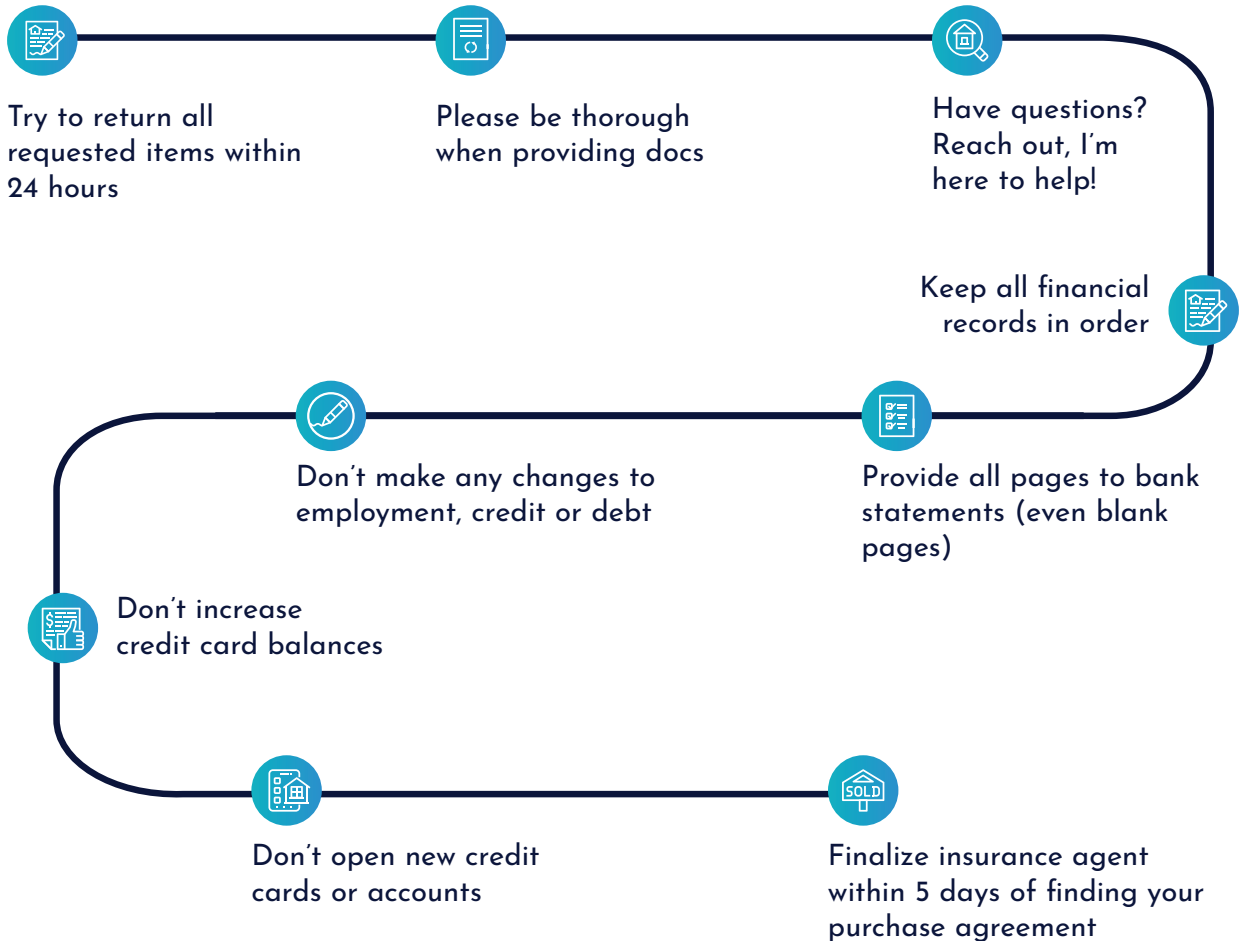 Try to return all
requested items within
24 hours
Please be thorough
when providing docs
Have questions?
Reach out, I'm
here to help!
Keep all financial
records in order
Provide all pages to bank
statements (even blank
pages)
Don't make any changes to
employment, credit or debt
Don't increase
credit card balances
Don't open new credit
cards or accounts
SOLD
Finalize insurance agent
within 5 days of finding your
purchase agreement